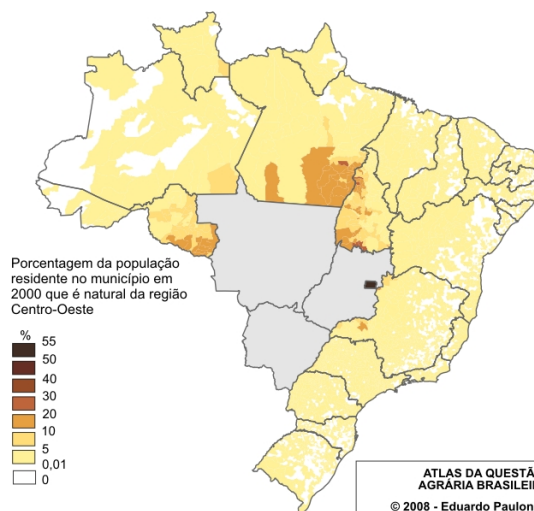 Porcentagem da população
residente no município em
2000 que é natural da região
Centro-Oeste
%
55
50
40
30
20
10
5
0,01
0
ATLAS DA QUESTÃ
AGRÁRIA BRASILEI
© 2008 - Eduardo Paulon